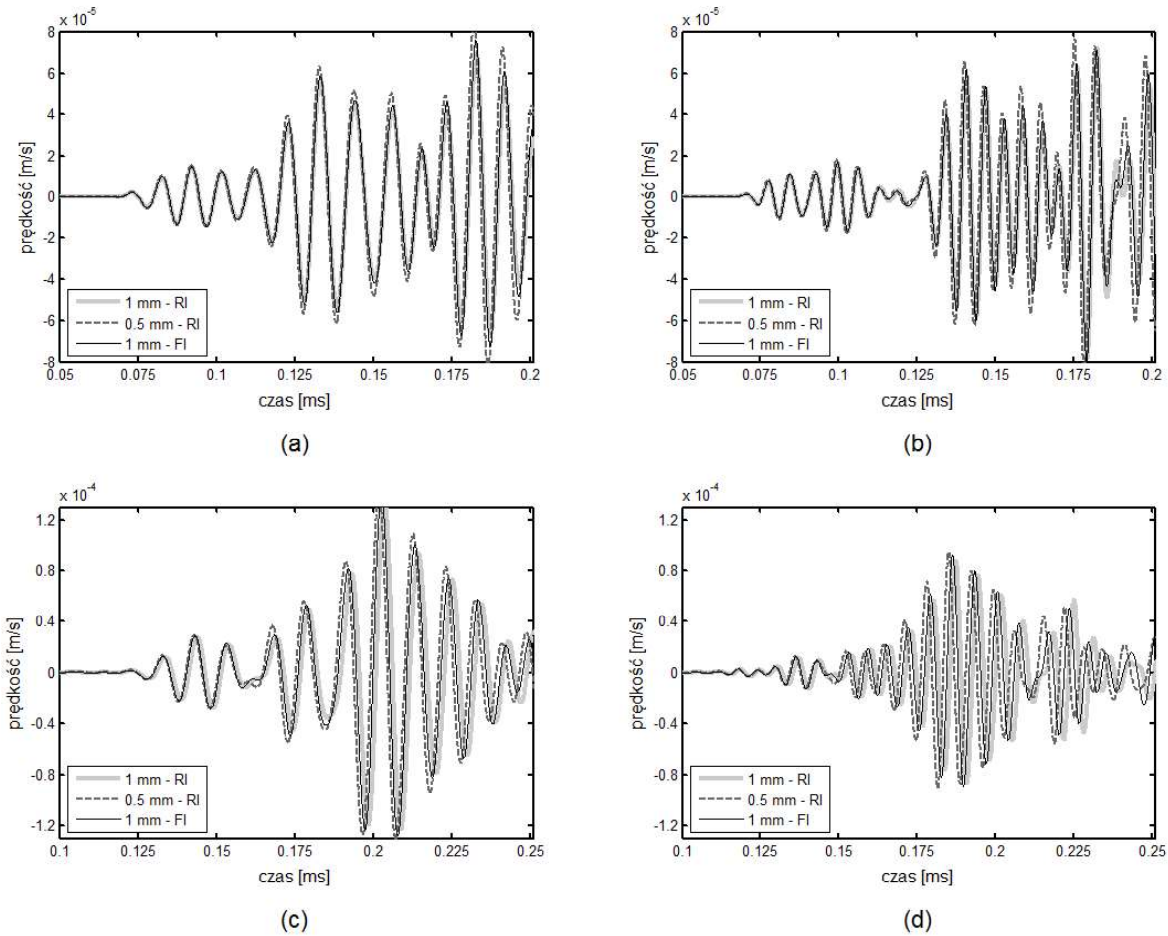 x 10⁻⁵
8
6
4
2
0
-2
-4
-6
-8
prędkość [m/s]
1 mm - RI
0.5 mm - RI
1 mm - FI
0.05 0.075 0.1 0.125 0.15 0.175 0.2
czas [ms]
(a)
x 10⁻⁵
8
6
4
2
0
-2
-4
-6
-8
prędkość [m/s]
1 mm - RI
0.5 mm - RI
1 mm - FI
0.05 0.075 0.1 0.125 0.15 0.175 0.2
czas [ms]
(b)
x 10⁻⁴
1.2
0.8
0.4
0
-0.4
-0.8
-1.2
prędkość [m/s]
1 mm - RI
0.5 mm - RI
1 mm - FI
0.1 0.125 0.15 0.175 0.2 0.225 0.25
czas [ms]
(c)
x 10⁻⁴
1.2
0.8
0.4
0
-0.4
-0.8
-1.2
prędkość [m/s]
1 mm - RI
0.5 mm - RI
1 mm - FI
0.1 0.125 0.15 0.175 0.2 0.225 0.25
czas [ms]
(d)